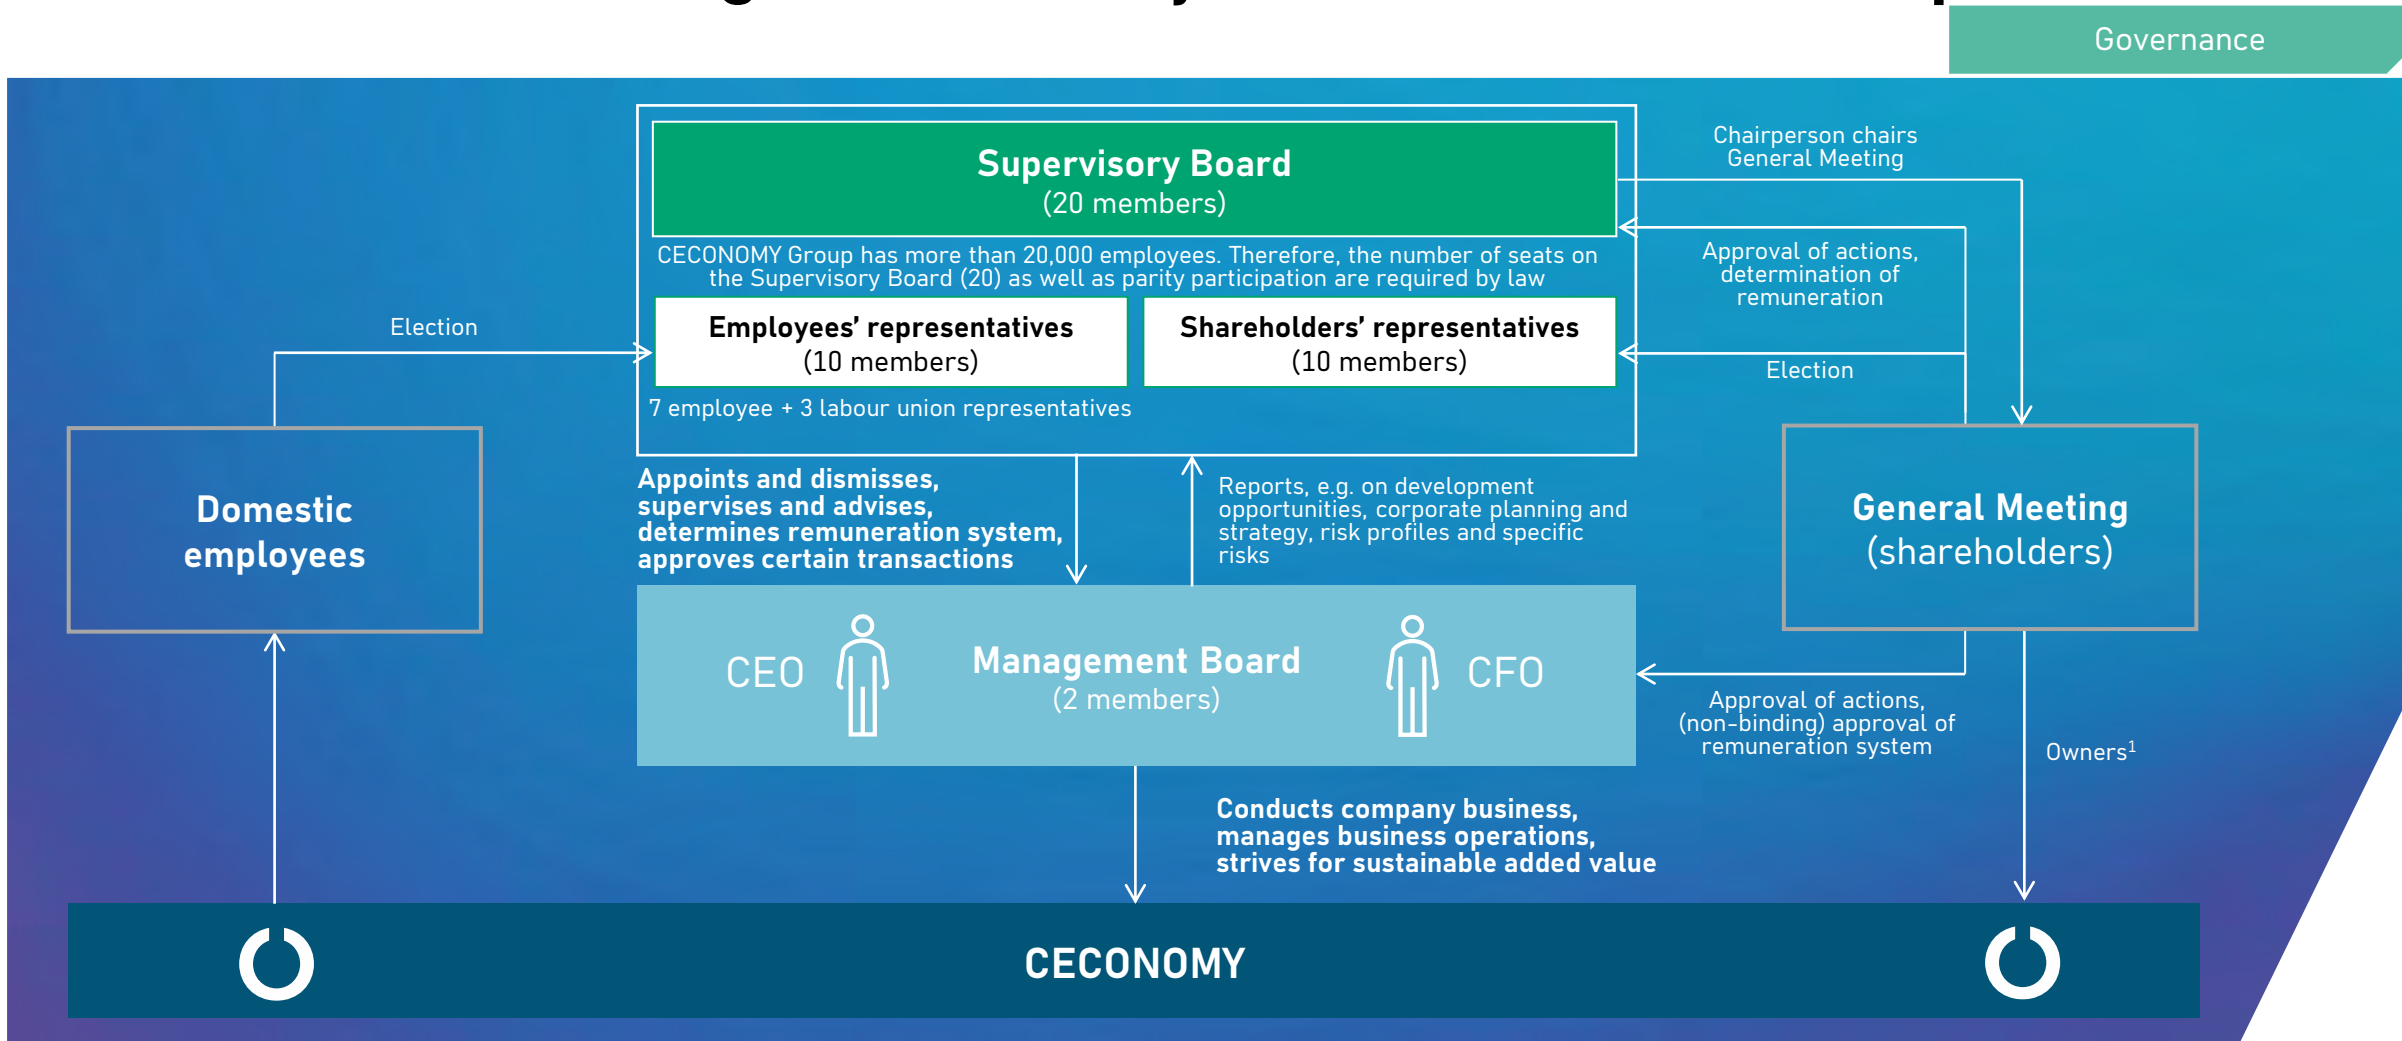 Governance
Supervisory Board
(20 members)
Chairperson chairs
General Meeting
CECONOMY Group has more than 20,000 employees. Therefore, the number of seats on
the Supervisory Board (20) as well as parity participation are required by law
Approval of actions,
determination of
remuneration
Election
Employees’ representatives
(10 members)
Shareholders’ representatives
(10 members)
Election
7 employee + 3 labour union representatives
Domestic
employees
Appoints and dismisses,
supervises and advises,
determines remuneration system,
approves certain transactions
Reports, e.g. on development
opportunities, corporate planning and
strategy, risk profiles and specific
risks
General Meeting
(shareholders)
CEO
Management Board
(2 members)
CFO
Approval of actions,
(non-binding) approval of
remuneration system
Owners¹
Conducts company business,
manages business operations,
strives for sustainable added value
CECONOMY